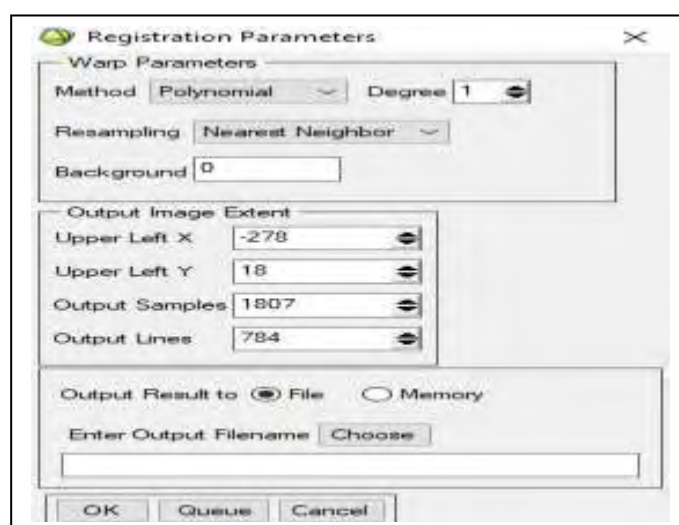 Registration Parameters
Warp Parameters
Method Polynomial Degree 1
Resampling Nearest Neighbor
Background 0
Output Image Extent
Upper Left X -278
Upper Left Y 18
Output Samples 1807
Output Lines 784
Output Result to File Memory
Enter Output Filename Choose
OK Queue Cancel